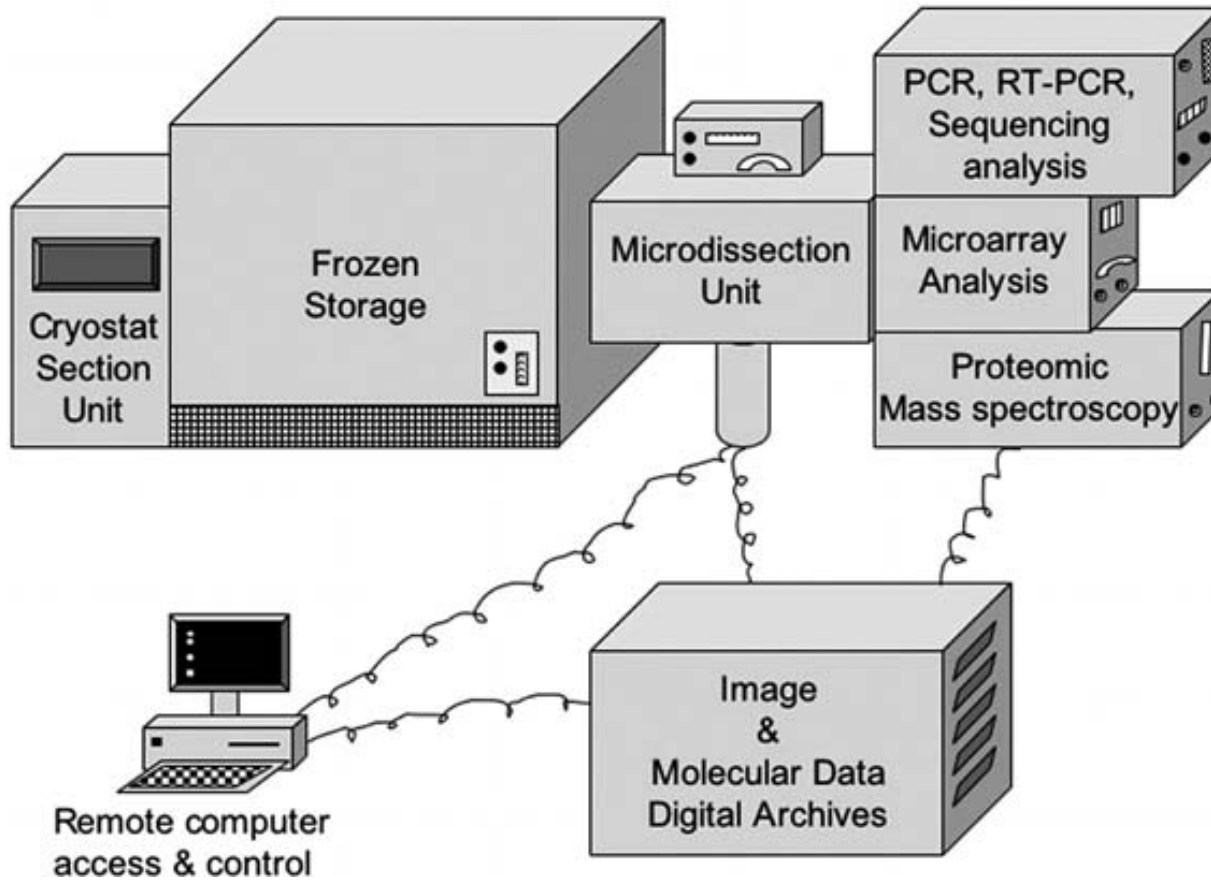 PCR, RT-PCR,
Sequencing
analysis
Frozen
Storage
Microdissection
Unit
Microarray
Analysis
Cryostat
Section
Unit
Proteomic
Mass spectroscopy
Image
&
Molecular Data
Digital Archives
Remote computer
access & control